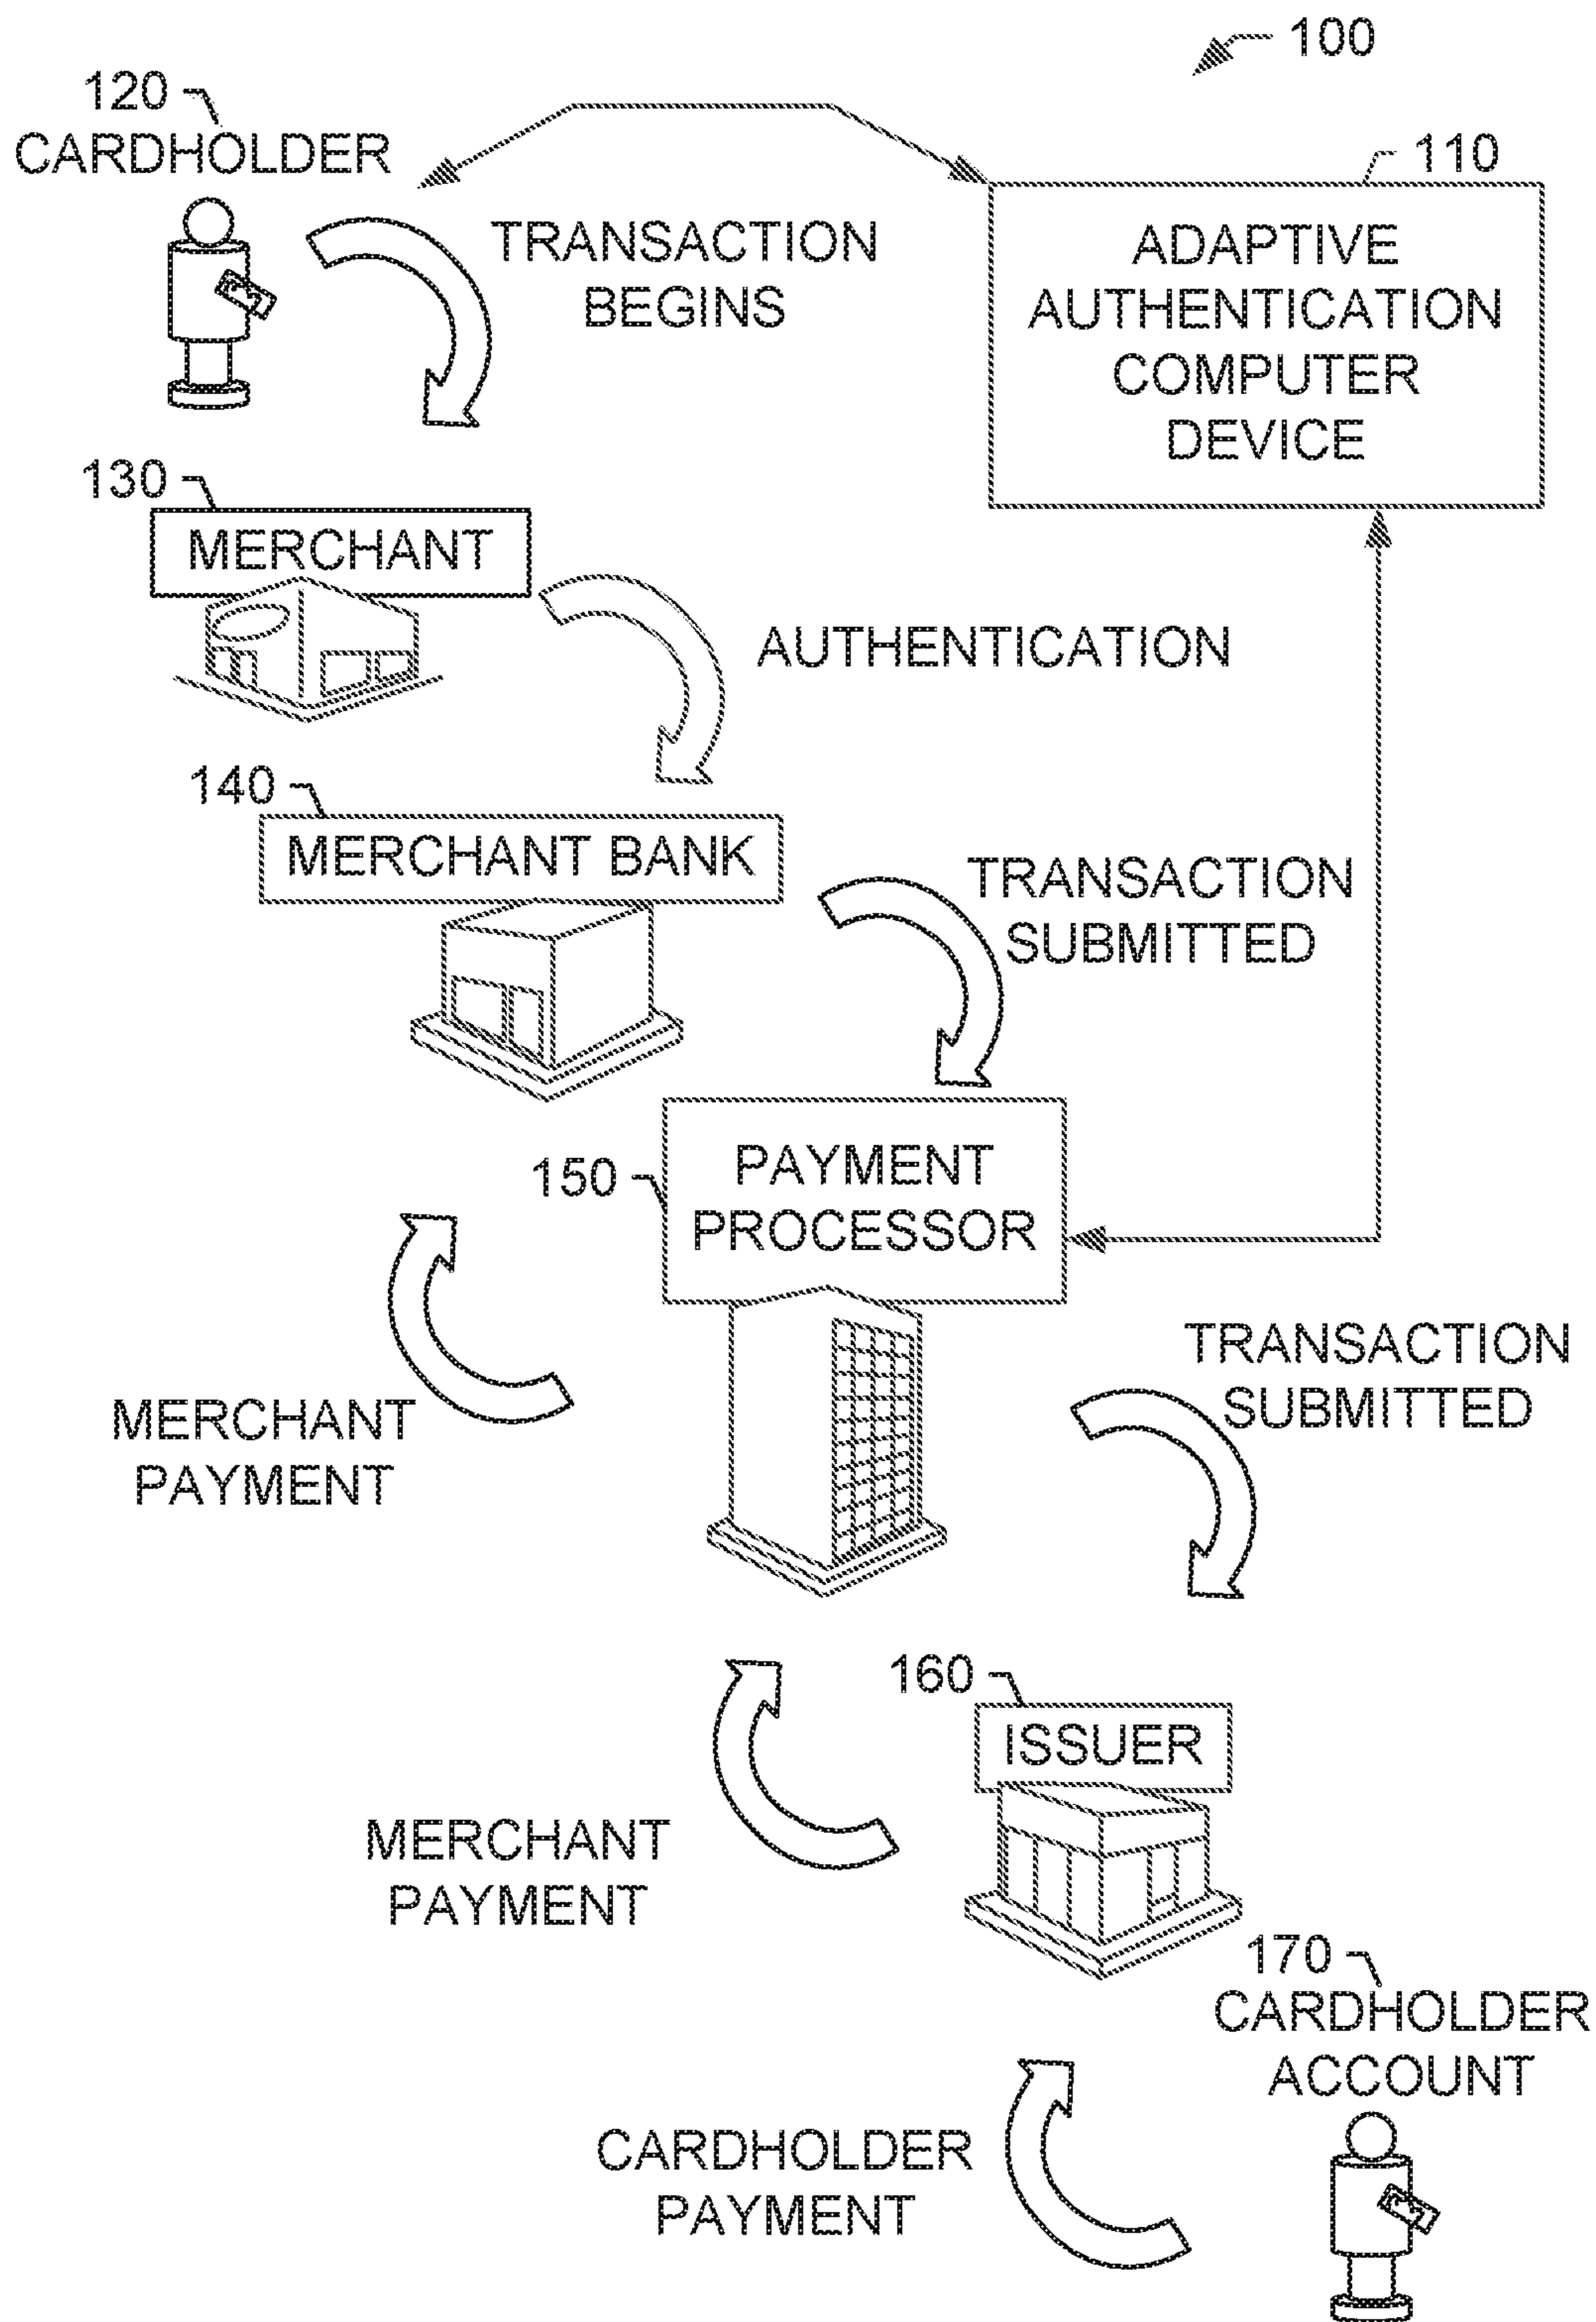 100
120
CARDHOLDER
110
TRANSACTION
BEGINS
ADAPTIVE
AUTHENTICATION
COMPUTER
DEVICE
130
MERCHANT
AUTHENTICATION
140
MERCHANT BANK
TRANSACTION
SUBMITTED
150
PAYMENT
PROCESSOR
MERCHANT
PAYMENT
TRANSACTION
SUBMITTED
160
ISSUER
MERCHANT
PAYMENT
170
CARDHOLDER
ACCOUNT
CARDHOLDER
PAYMENT